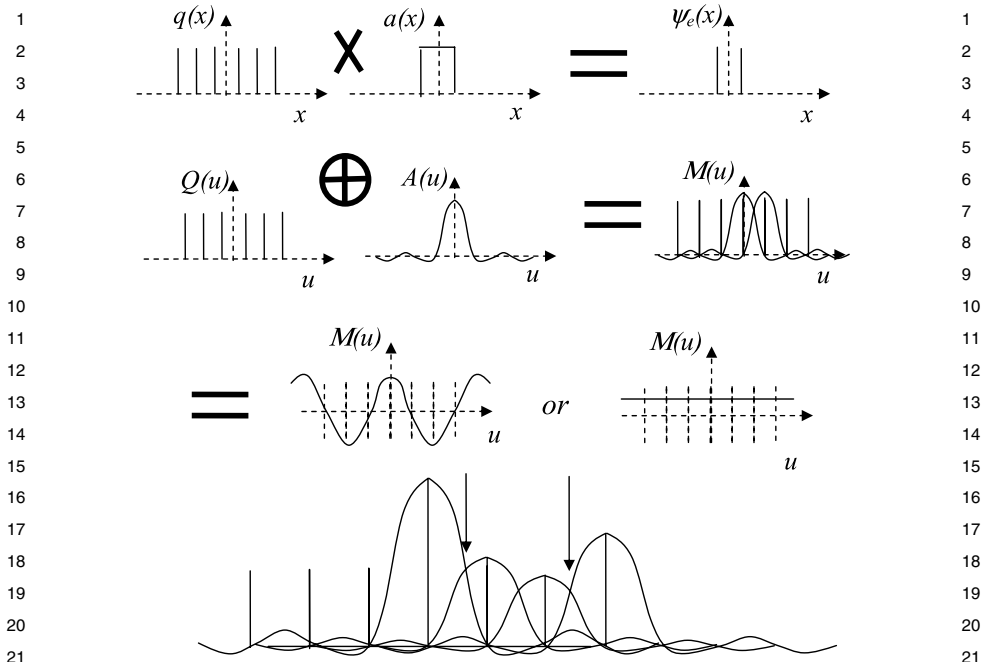 1 q(x) a(x) ψe(x) 1
2 2
3 3
4 x x x 4
5 5
6 Q(u) A(u) M(u) 6
7 7
8 8
9 u u u 9
10 10
11 M(u) M(u) 11
12 12
13 or 13
14 u u 14
15 15
16 16
17 17
18 18
19 19
20 20
21 21